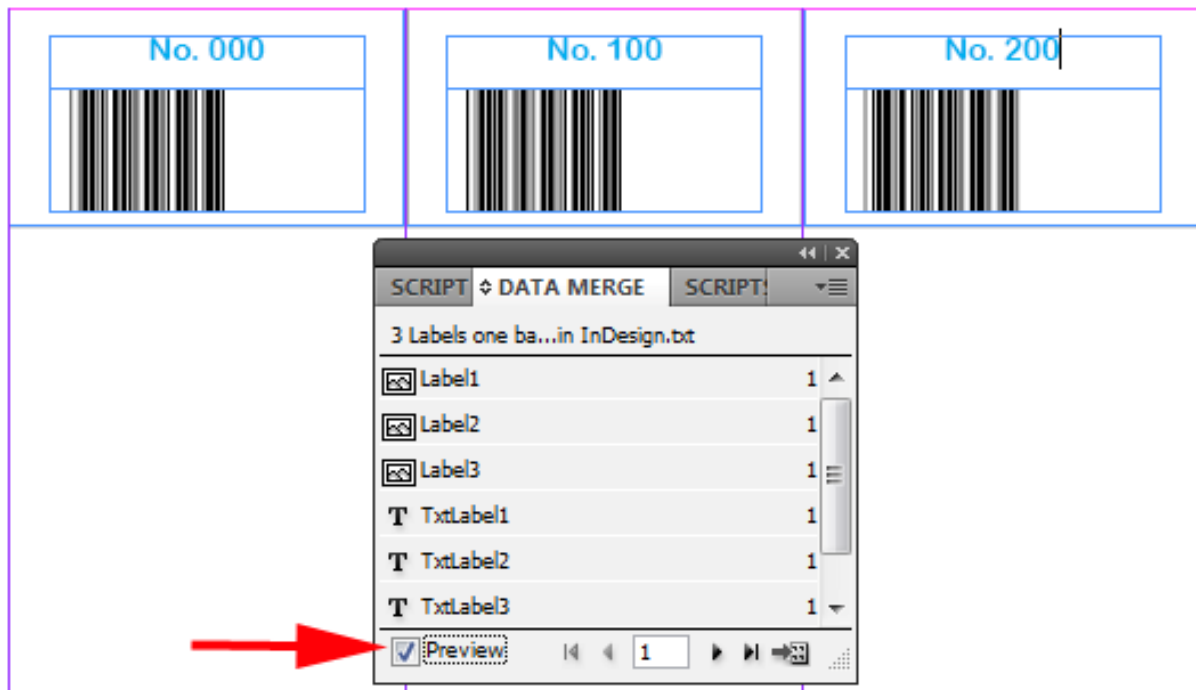 No. 000 No. 100 No. 200
SCRIPT DATA MERGE SCRIPTS
3 Labels one ba...in InDesign.txt
Label1 1
Label2 1
Label3 1
TxtLabel1 1
TxtLabel2 1
TxtLabel3 1
Preview 1